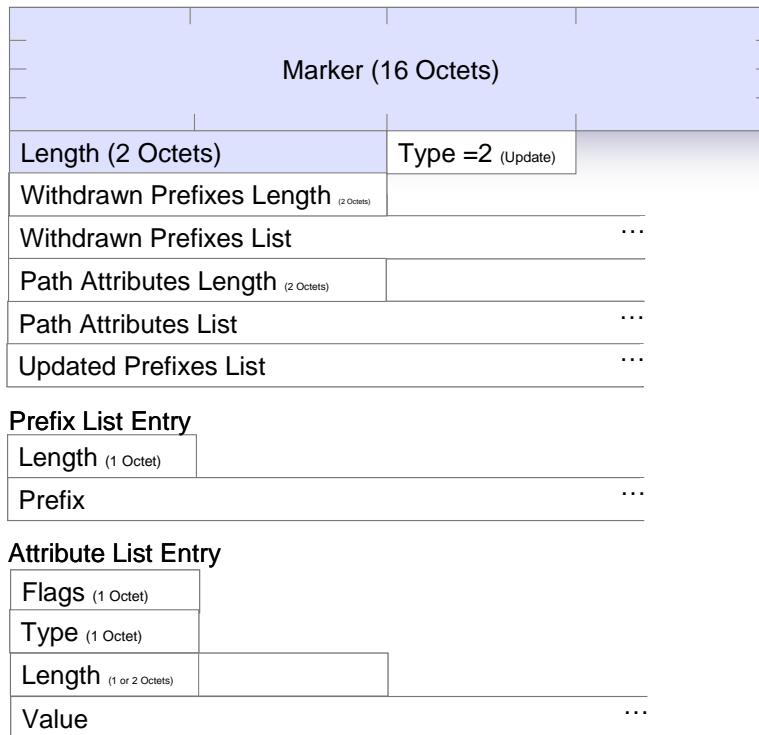 Marker (16 Octets)
Length (2 Octets) Type =2 (Update)
Withdrawn Prefixes Length (2 Octets)
Withdrawn Prefixes List ...
Path Attributes Length (2 Octets)
Path Attributes List ...
Updated Prefixes List ...
Prefix List Entry
Length (1 Octet)
Prefix ...
Attribute List Entry
Flags (1 Octet)
Type (1 Octet)
Length (1 or 2 Octets)
Value ...